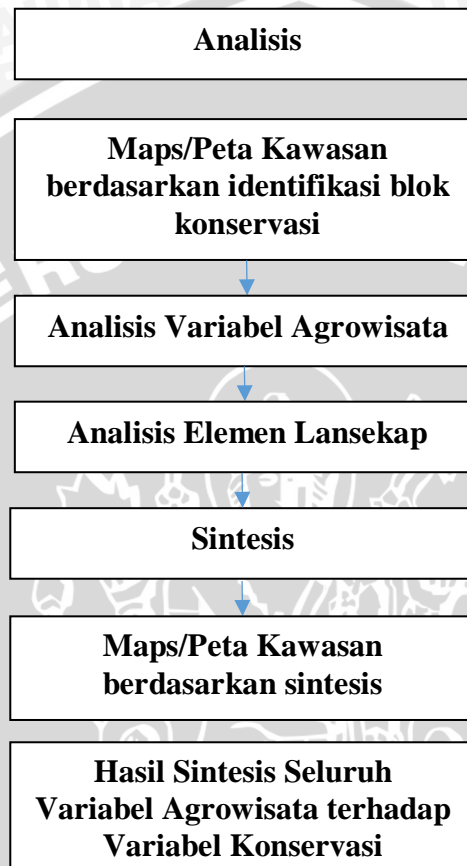 Analisis
Maps/Peta Kawasan
berdasarkan identifikasi blok
konservasi
Analisis Variabel Agrowisata
Analisis Elemen Lansekap
Sintesis
Maps/Peta Kawasan
berdasarkan sintesis
Hasil Sintesis Seluruh
Variabel Agrowisata terhadap
Variabel Konservasi